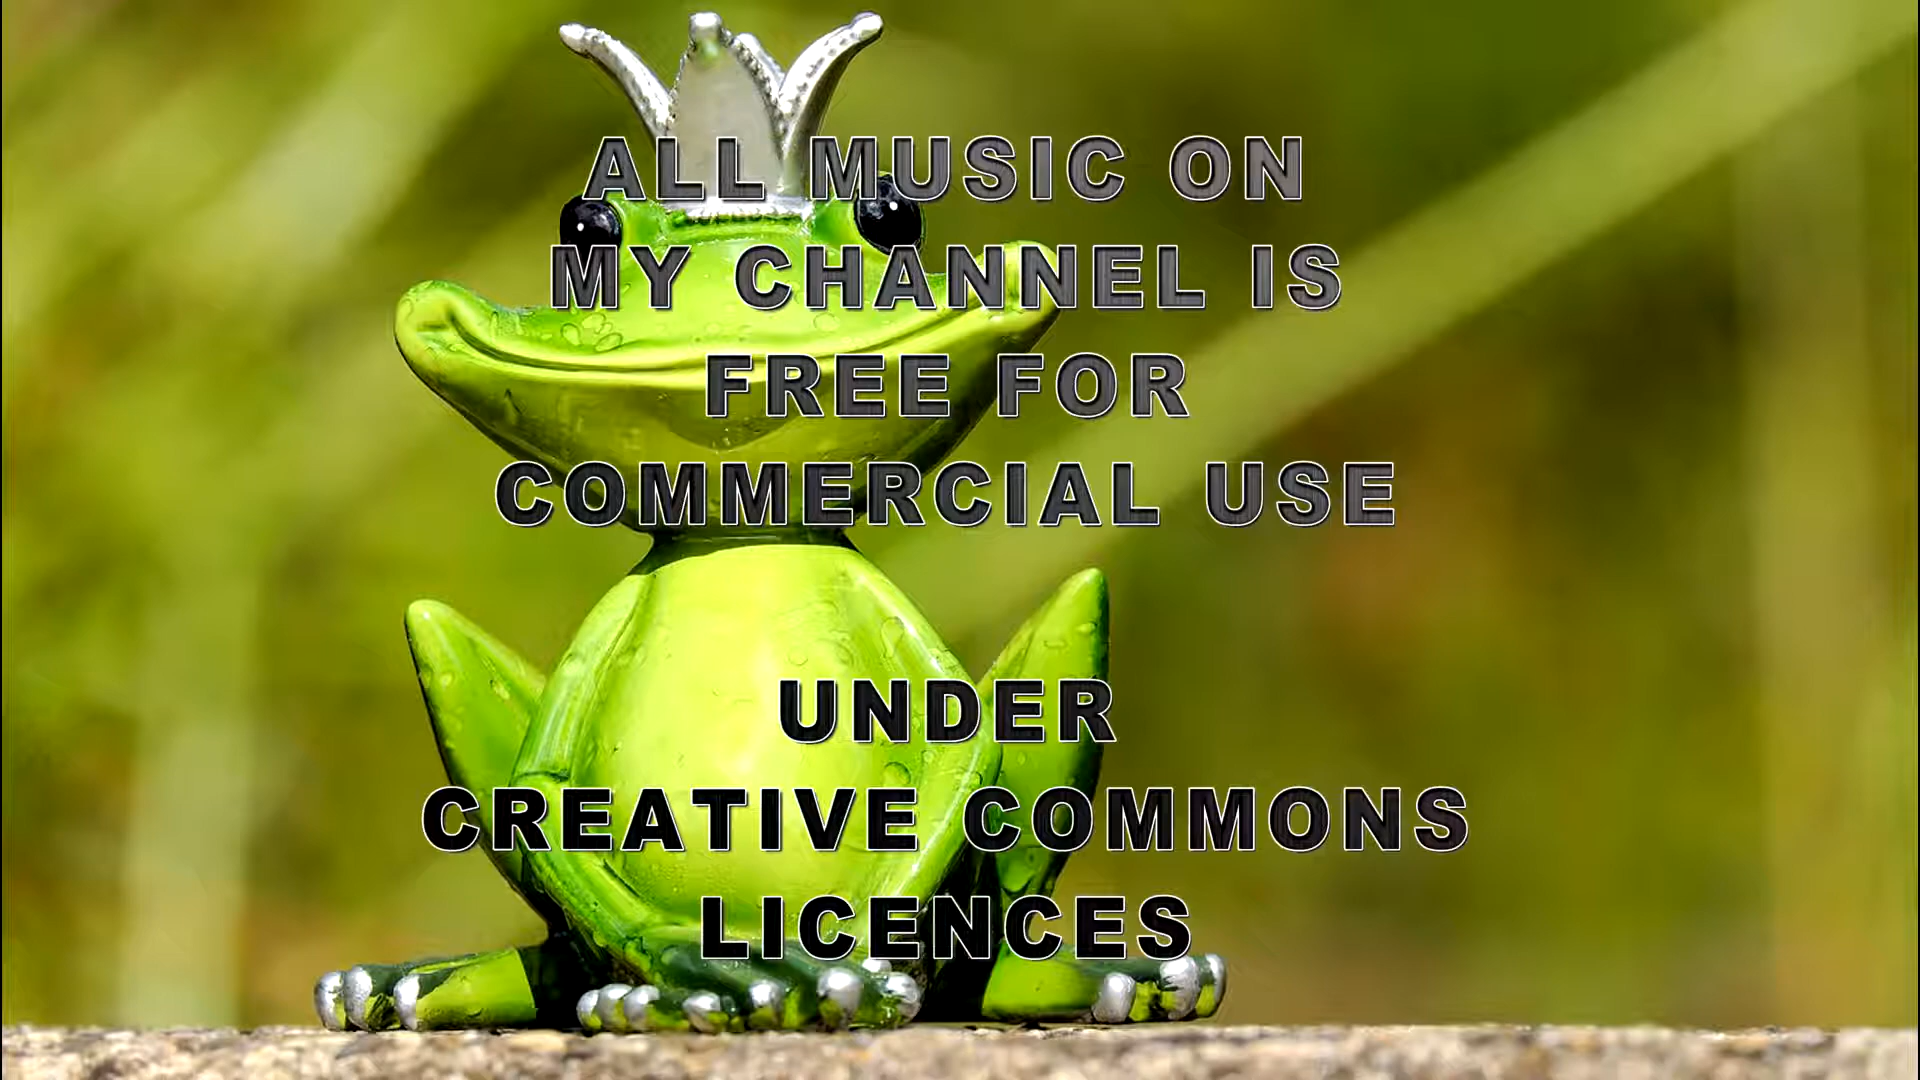 ALL MUSIC ON
MY CHANNEL IS
FREE FOR
COMMERCIAL USE
UNDER
CREATIVE COMMONS
LICENCES